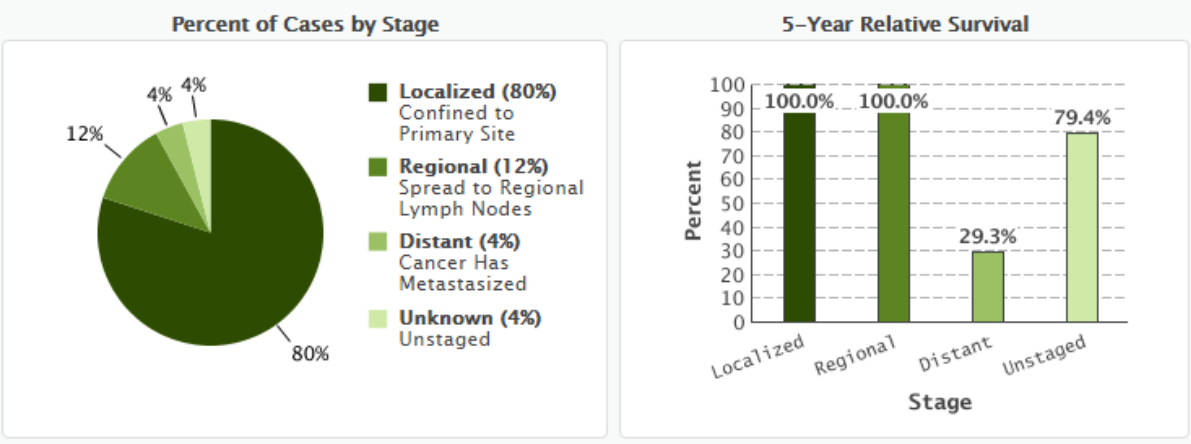 Percent of Cases by Stage
4%
4%
12%
80%
Localized (80%)
Confined to
Primary Site
Regional (12%)
Spread to Regional
Lymph Nodes
Distant (4%)
Cancer Has
Metastasized
Unknown (4%)
Unstaged
5-Year Relative Survival
Percent
100
90
80
70
60
50
40
30
20
10
0
100.0%
100.0%
29.3%
79.4%
Localized
Regional
Distant
Unstaged
Stage